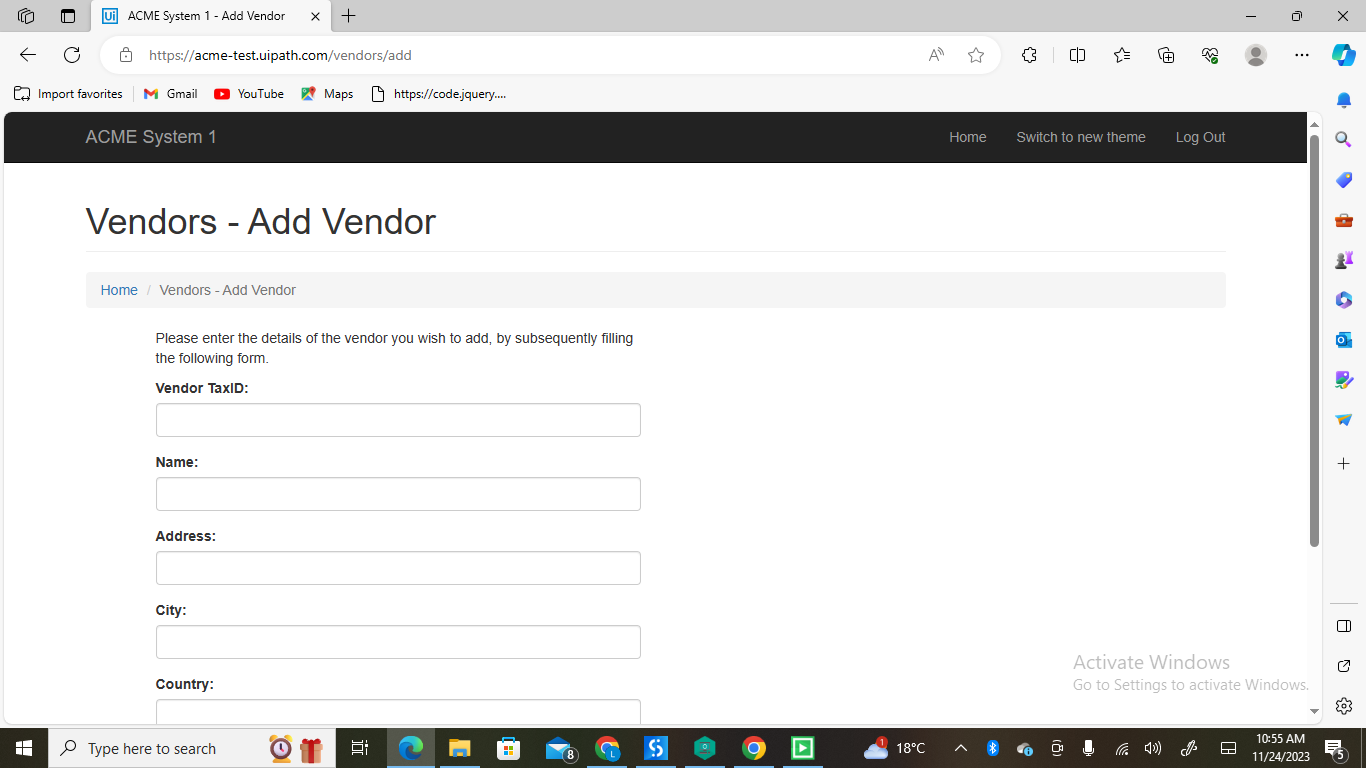 ACME System 1 - Add Vendor
https://acme-test.uipath.com/vendors/add
Import favorites
Gmail
YouTube
Maps
https://code.jquery....
ACME System 1
Home
Switch to new theme
Log Out
Vendors - Add Vendor
Home / Vendors - Add Vendor
Please enter the details of the vendor you wish to add, by subsequently filling
the following form.
Vendor TaxID:
Name:
Address:
City:
Country:
Activate Windows
Go to Settings to activate Windows.
Type here to search
8
L
1
18°C
10:55 AM
11/24/2023
5